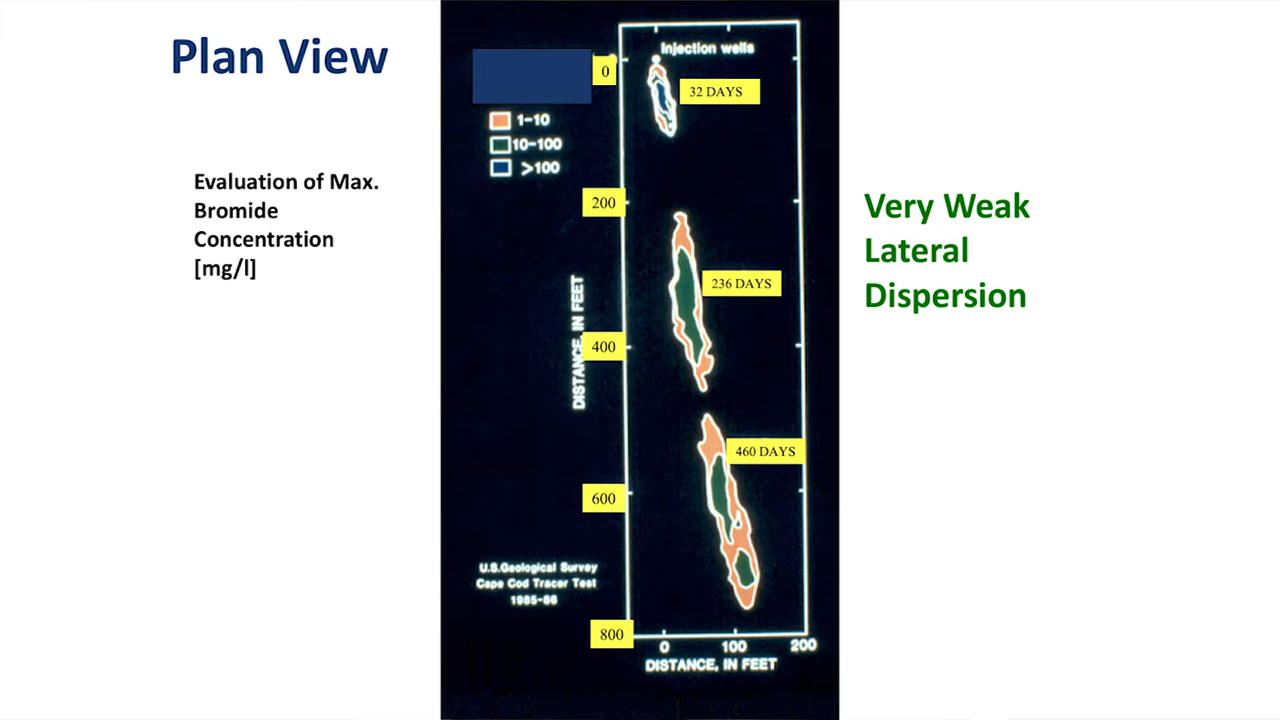 Plan View
Evaluation of Max.
Bromide
Concentration
[mg/l]
Injection wells
0
32 DAYS
1-10
10-100
>100
200
236 DAYS
400
DISTANCE, IN FEET
460 DAYS
600
U.S.Geological Survey
Cape Cod Tracer Test
1985-86
800
0 100 200
DISTANCE, IN FEET
Very Weak
Lateral
Dispersion